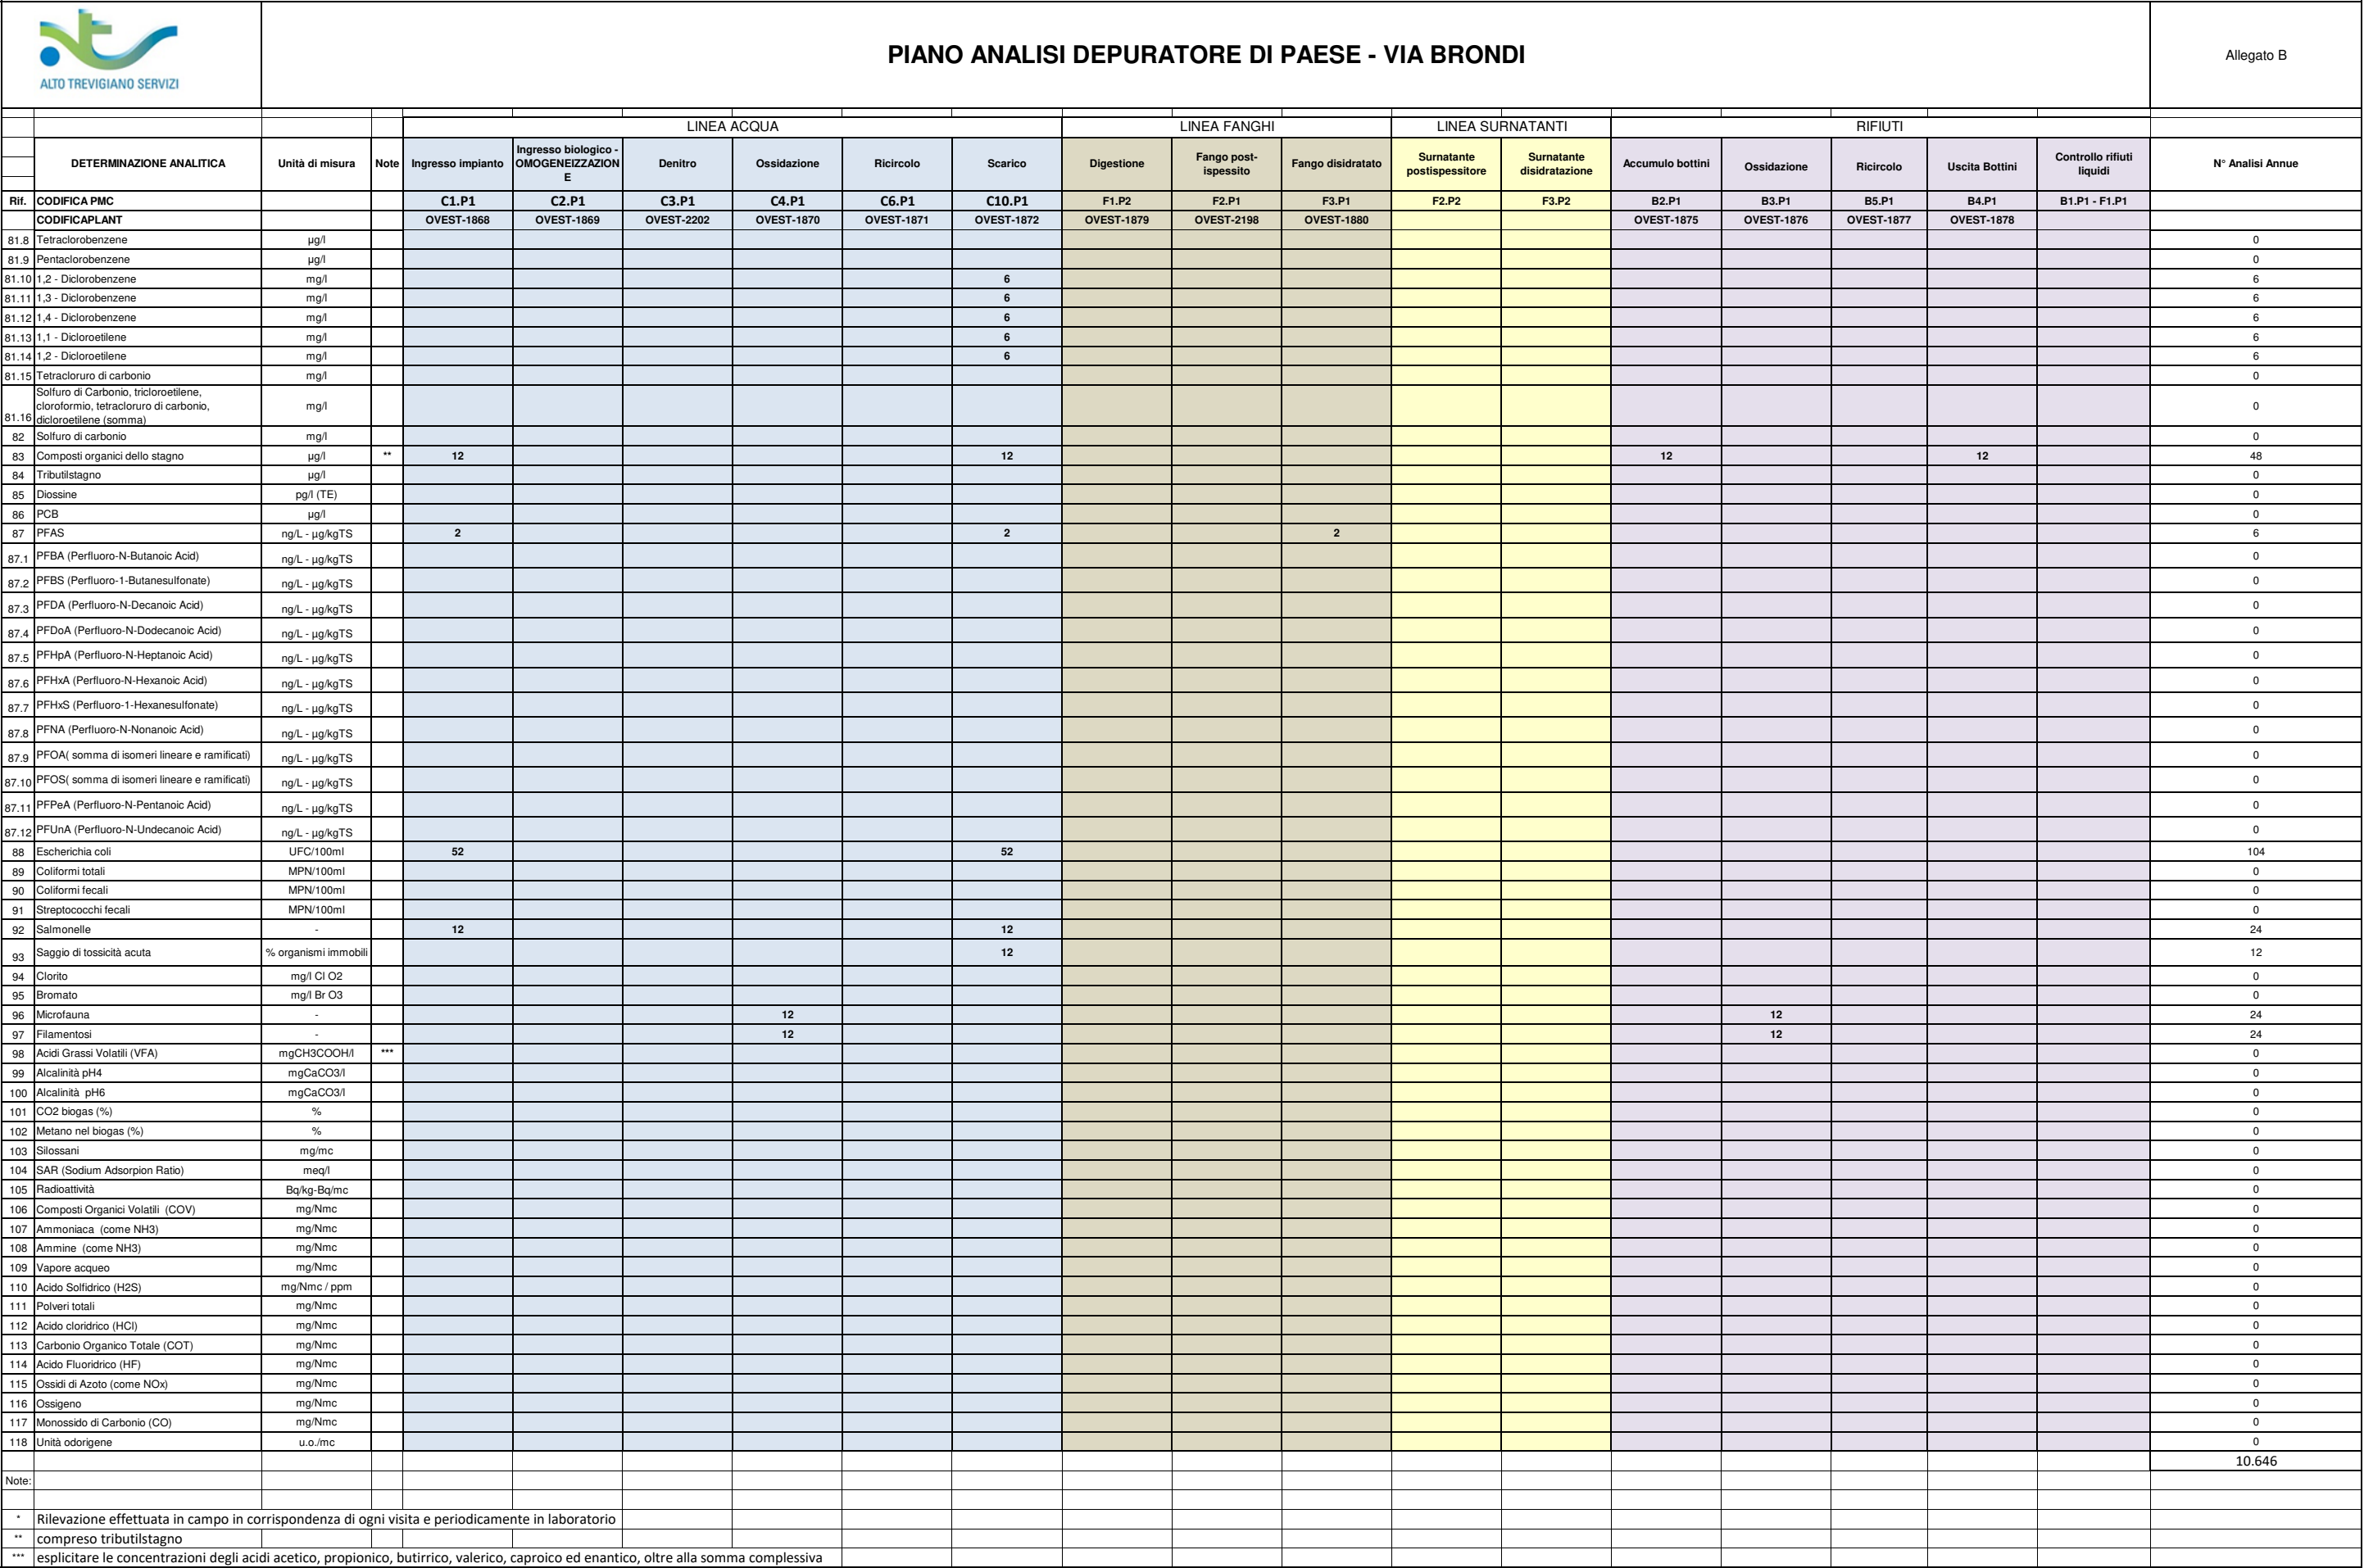 ALTO TREVIGIANO SERVIZI
PIANO ANALISI DEPURATORE DI PAESE - VIA BRONDI
Allegato B
LINEA ACQUA LINEA FANGHI LINEA SURNATANTI RIFIUTI
DETERMINAZIONE ANALITICA Unità di misura Note Ingresso impianto Ingresso biologico - OMOGENEIZZAZIONE Denitro Ossidazione Ricircolo Scarico Digestione Fango post-ispessito Fango disidratato Surnatante postispessitore Surnatante disidratazione Accumulo bottini Ossidazione Ricircolo Uscita Bottini Controllo rifiuti liquidi N° Analisi Annue
Rif. CODIFICA PMC C1.P1 C2.P1 C3.P1 C4.P1 C6.P1 C10.P1 F1.P2 F2.P1 F3.P1 F2.P2 F3.P2 B2.P1 B3.P1 B5.P1 B4.P1 B1.P1 - F1.P1
CODIFICAPLANT OVEST-1868 OVEST-1869 OVEST-2202 OVEST-1870 OVEST-1871 OVEST-1872 OVEST-1879 OVEST-2198 OVEST-1880 OVEST-1875 OVEST-1876 OVEST-1877 OVEST-1878
81.8 Tetraclorobenzene µg/l 0
81.9 Pentaclorobenzene µg/l 0
81.10 1,2 - Diclorobenzene mg/l 6 6
81.11 1,3 - Diclorobenzene mg/l 6 6
81.12 1,4 - Diclorobenzene mg/l 6 6
81.13 1,1 - Dicloroetilene mg/l 6 6
81.14 1,2 - Dicloroetilene mg/l 6 6
81.15 Tetracloruro di carbonio mg/l 0
Solfuro di Carbonio, tricloroetilene,
cloroformio, tetracloruro di carbonio, mg/l 0
81.16 dicloroetilene (somma)
82 Solfuro di carbonio mg/l 0
83 Composti organici dello stagno µg/l ** 12 12 12 12 48
84 Tributilstagno µg/l 0
85 Diossine pg/l (TE) 0
86 PCB µg/l 0
87 PFAS ng/L - µg/kgTS 2 2 2 6
87.1 PFBA (Perfluoro-N-Butanoic Acid) ng/L - µg/kgTS 0
87.2 PFBS (Perfluoro-1-Butanesulfonate) ng/L - µg/kgTS 0
87.3 PFDA (Perfluoro-N-Decanoic Acid) ng/L - µg/kgTS 0
87.4 PFDoA (Perfluoro-N-Dodecanoic Acid) ng/L - µg/kgTS 0
87.5 PFHpA (Perfluoro-N-Heptanoic Acid) ng/L - µg/kgTS 0
87.6 PFHxA (Perfluoro-N-Hexanoic Acid) ng/L - µg/kgTS 0
87.7 PFHxS (Perfluoro-1-Hexanesulfonate) ng/L - µg/kgTS 0
87.8 PFNA (Perfluoro-N-Nonanoic Acid) ng/L - µg/kgTS 0
87.9 PFOA( somma di isomeri lineare e ramificati) ng/L - µg/kgTS 0
87.10 PFOS( somma di isomeri lineare e ramificati) ng/L - µg/kgTS 0
87.11 PFPeA (Perfluoro-N-Pentanoic Acid) ng/L - µg/kgTS 0
87.12 PFUnA (Perfluoro-N-Undecanoic Acid) ng/L - µg/kgTS 0
88 Escherichia coli UFC/100ml 52 52 104
89 Coliformi totali MPN/100ml 0
90 Coliformi fecali MPN/100ml 0
91 Streptococchi fecali MPN/100ml 0
92 Salmonelle - 12 12 24
93 Saggio di tossicità acuta % organismi immobili 12 12
94 Clorito mg/l Cl O2 0
95 Bromato mg/l Br O3 0
96 Microfauna - 12 12 24
97 Filamentosi - 12 12 24
98 Acidi Grassi Volatili (VFA) mgCH3COOH/l *** 0
99 Alcalinità pH4 mgCaCO3/l 0
100 Alcalinità pH6 mgCaCO3/l 0
101 CO2 biogas (%) % 0
102 Metano nel biogas (%) % 0
103 Silossani mg/mc 0
104 SAR (Sodium Adsorpion Ratio) meq/l 0
105 Radioattività Bq/kg-Bq/mc 0
106 Composti Organici Volatili (COV) mg/Nmc 0
107 Ammoniaca (come NH3) mg/Nmc 0
108 Ammine (come NH3) mg/Nmc 0
109 Vapore acqueo mg/Nmc 0
110 Acido Solfidrico (H2S) mg/Nmc / ppm 0
111 Polveri totali mg/Nmc 0
112 Acido cloridrico (HCl) mg/Nmc 0
113 Carbonio Organico Totale (COT) mg/Nmc 0
114 Acido Fluoridrico (HF) mg/Nmc 0
115 Ossidi di Azoto (come NOx) mg/Nmc 0
116 Ossigeno mg/Nmc 0
117 Monossido di Carbonio (CO) mg/Nmc 0
118 Unità odorigene u.o./mc 0
10.646
Note:
* Rilevazione effettuata in campo in corrispondenza di ogni visita e periodicamente in laboratorio
** compreso tributilstagno
*** esplicitare le concentrazioni degli acidi acetico, propionico, butirrico, valerico, caproico ed enantico, oltre alla somma complessiva